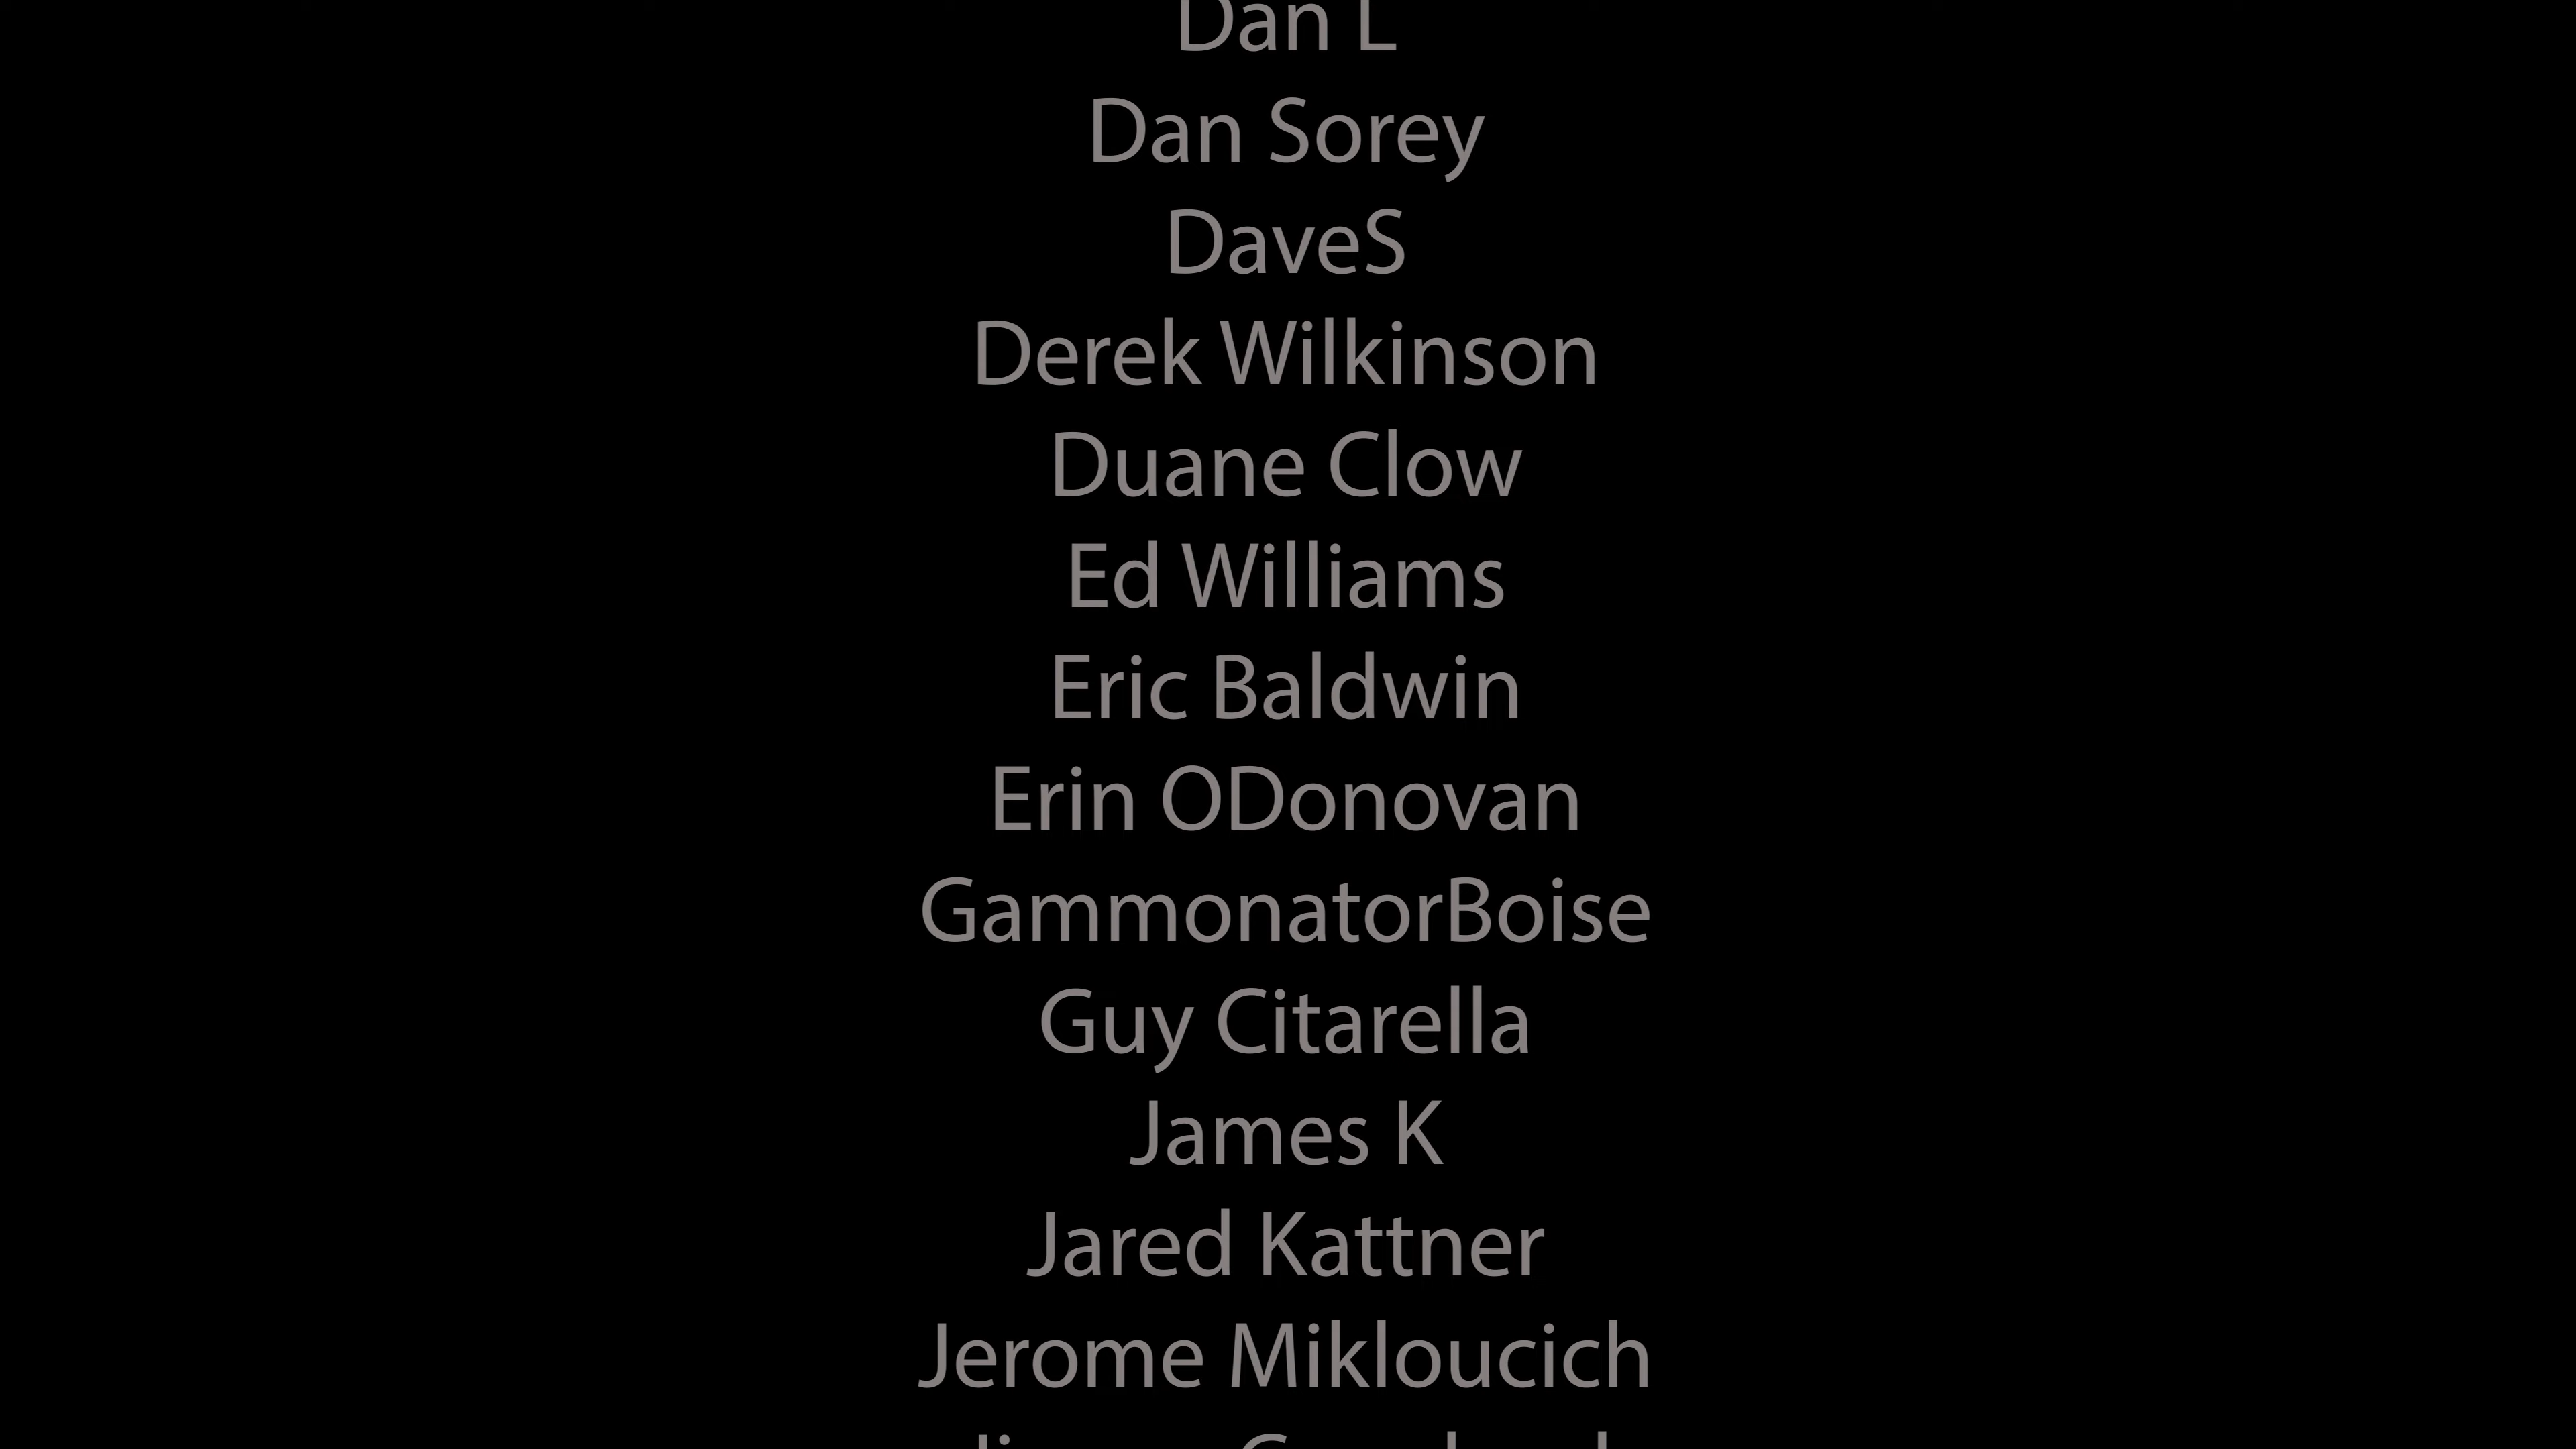 Dan L
Dan Sorey
DaveS
Derek Wilkinson
Duane Clow
Ed Williams
Eric Baldwin
Erin ODonovan
GammonatorBoise
Guy Citarella
James K
Jared Kattner
Jerome Mikloucich